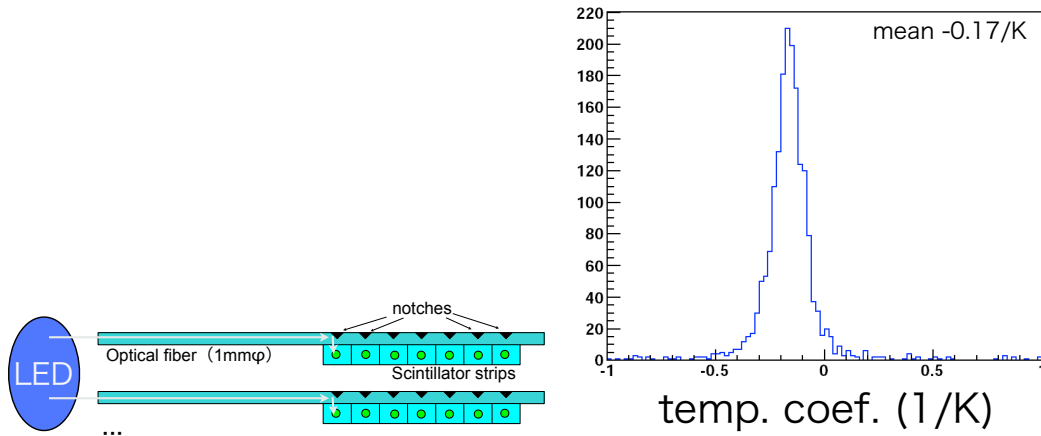 notches
LED
Optical fiber（1mmφ）
Scintillator strips
...
mean -0.17/K
220
200
180
160
140
120
100
80
60
40
20
0
-1 -0.5 0 0.5 1
temp. coef. (1/K)